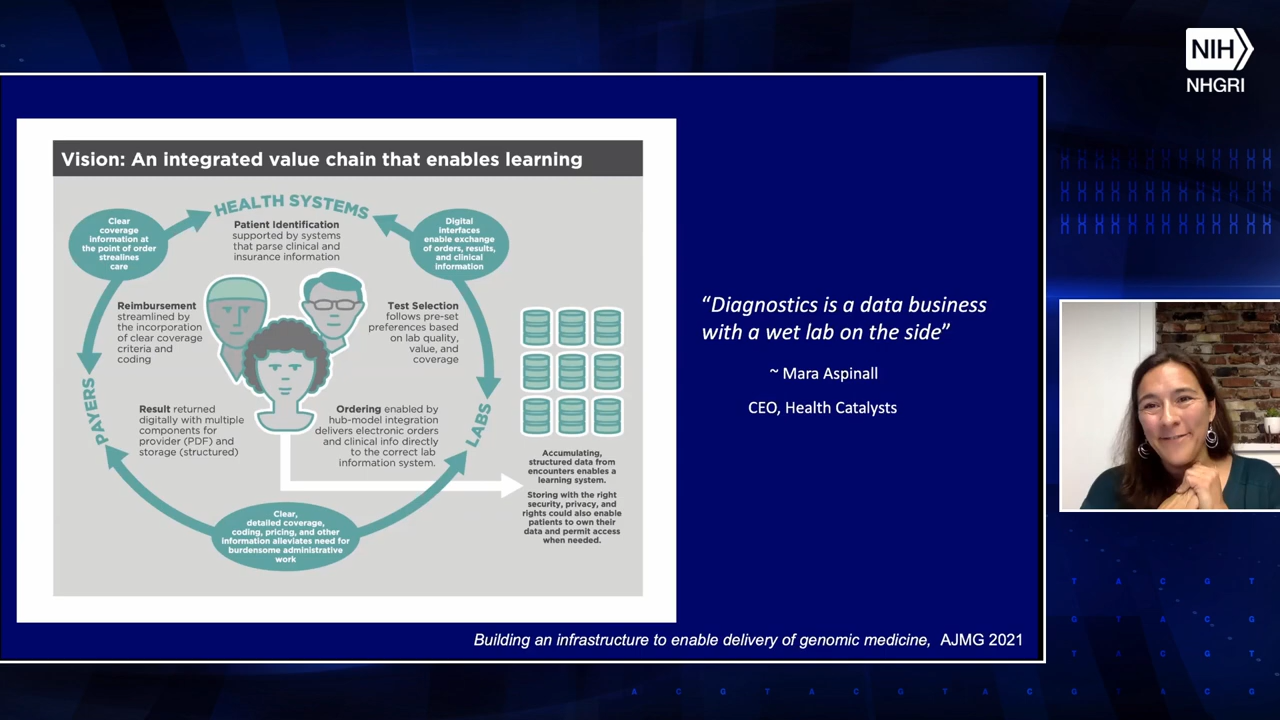 NIH
NHGRI
Vision: An integrated value chain that enables learning
HEALTH SYSTEMS
Clear
coverage
information at
the point of order
strealines
care
Patient Identification
supported by systems
that parse clinical and
insurance information
Digital
interfaces
enable exchange
of orders, results,
and clinical
information
Reimbursement
streamlined by
the incorporation
of clear coverage
criteria and
coding
Test Selection
follows pre-set
preferences based
on lab quality,
value, and
coverage
PAYERS
Result returned
digitally with multiple
components for
provider (PDF) and
storage (structured)
Ordering enabled by
hub-model integration
delivers electronic orders
and clinical info directly
to the correct lab
information system.
LABS
Clear,
detailed coverage,
coding, pricing, and other
information alleviates need for
burdensome administrative
work
Accumulating,
structured data from
encounters enables a
learning system.
Storing with the right
security, privacy, and
rights could also enable
patients to own their
data and permit access
when needed.
“Diagnostics is a data business
with a wet lab on the side”
~ Mara Aspinall
CEO, Health Catalysts
Building an infrastructure to enable delivery of genomic medicine, AJMG 2021
T A C G T
G T A C G
T A C G T
A C G T A C G T A C G T A C G